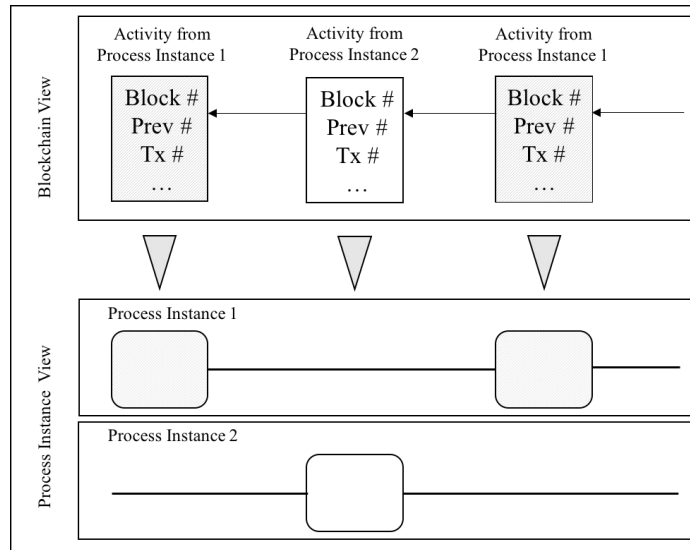 Blockchain View
Activity from
Process Instance 1
Activity from
Process Instance 2
Activity from
Process Instance 1
Block #
Prev #
Tx #
…
Block #
Prev #
Tx #
…
Block #
Prev #
Tx #
…
Process Instance View
Process Instance 1
Process Instance 2